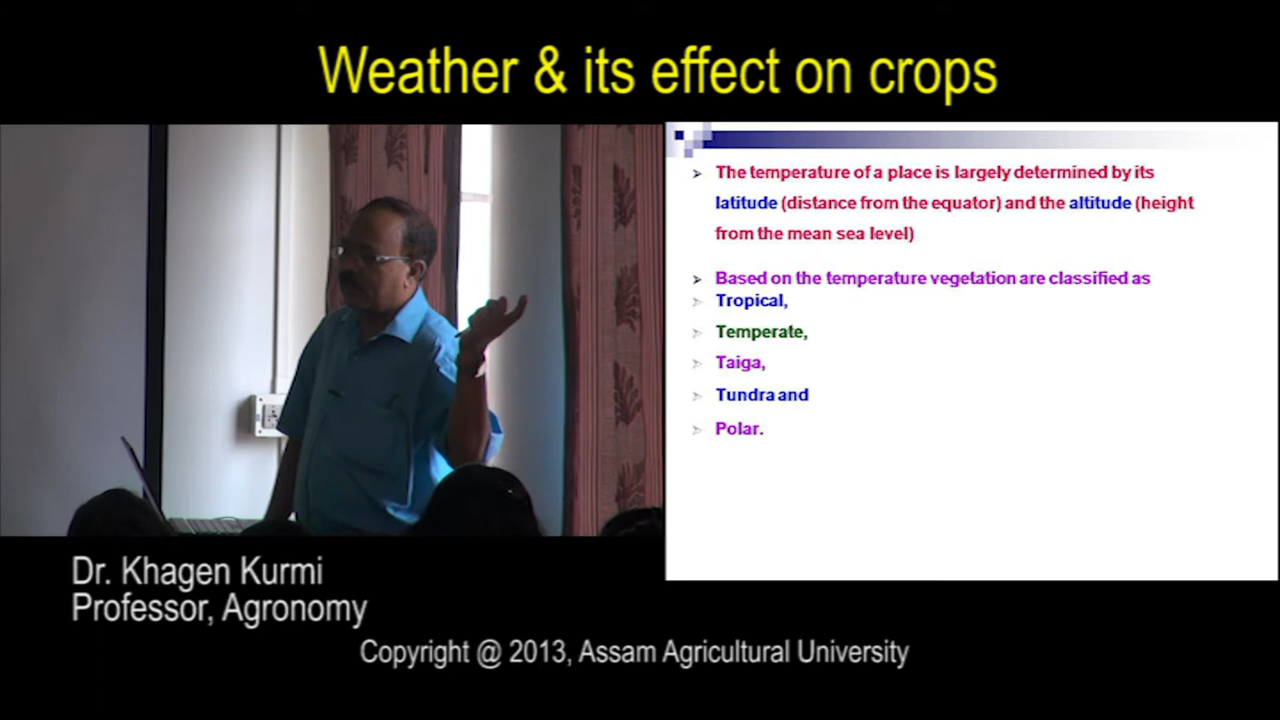 Weather & its effect on crops
The temperature of a place is largely determined by its
latitude (distance from the equator) and the altitude (height
from the mean sea level)
Based on the temperature vegetation are classified as
Tropical,
Temperate,
Taiga,
Tundra and
Polar.
Dr. Khagen Kurmi
Professor, Agronomy
Copyright @ 2013, Assam Agricultural University